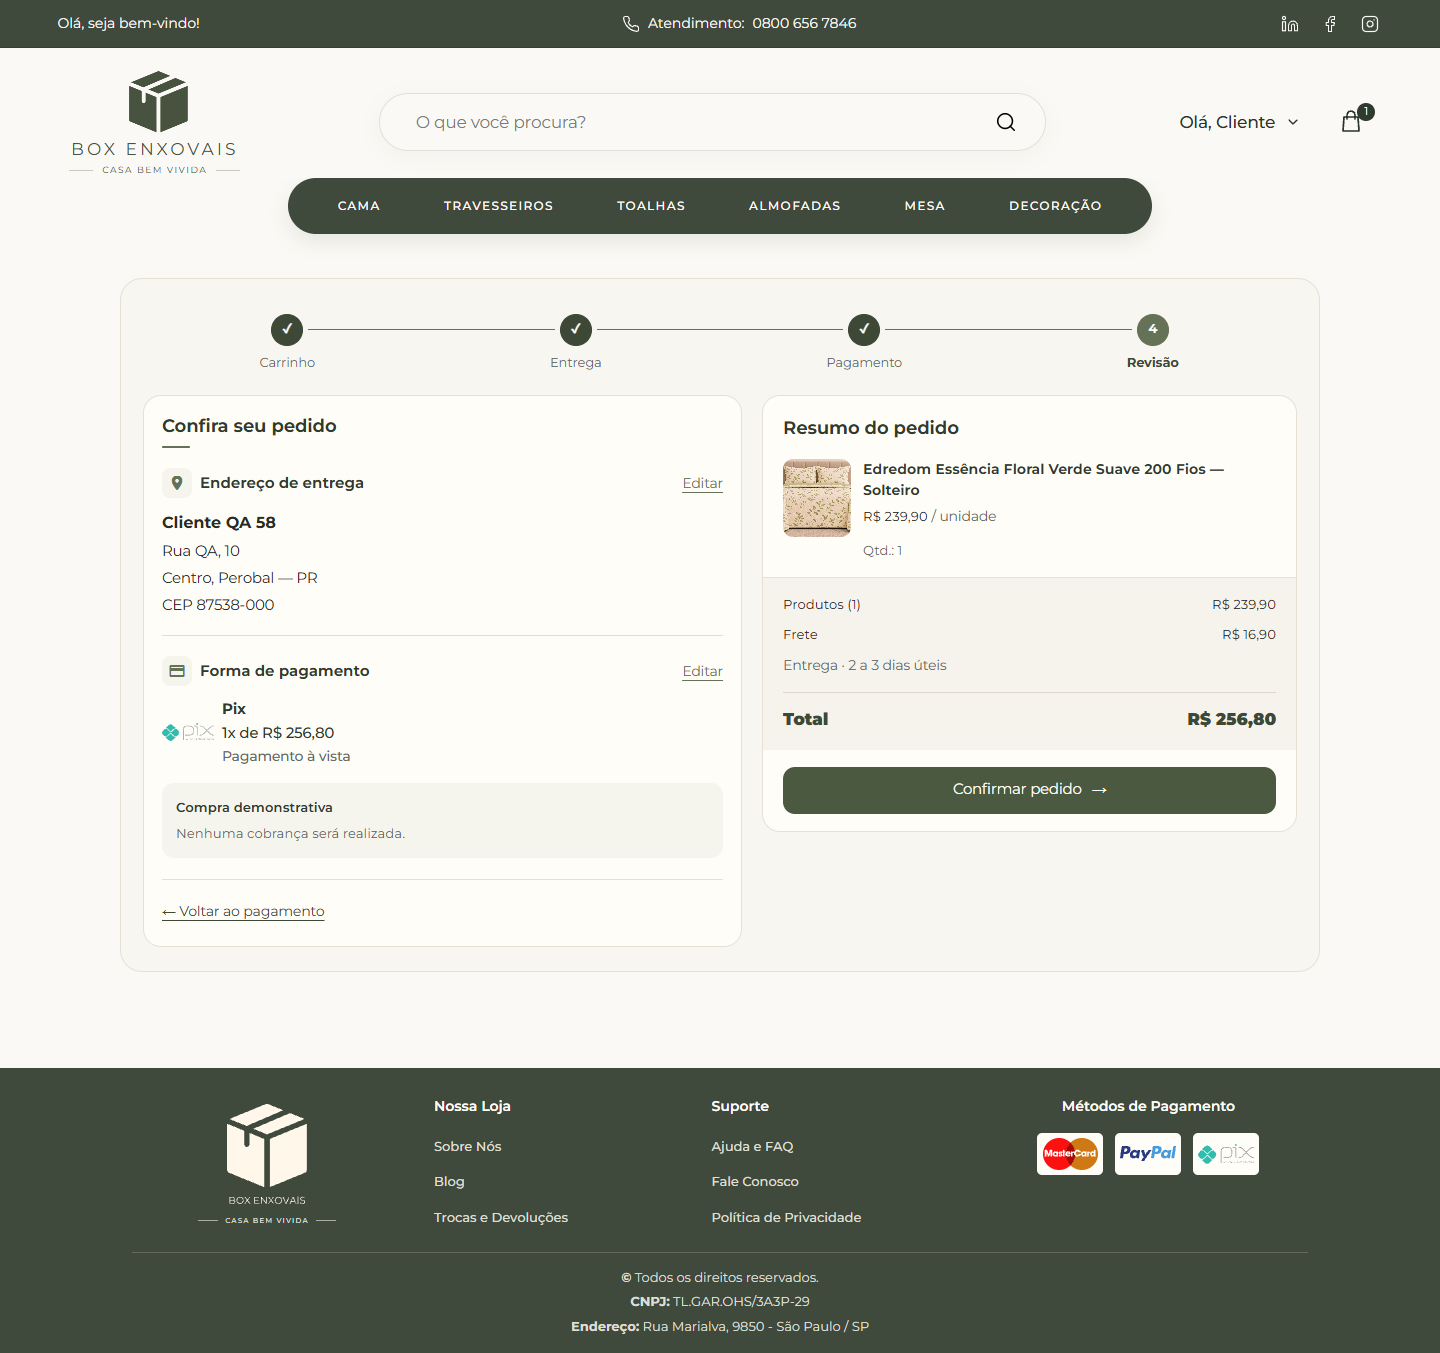 Olá, seja bem-vindo!
Atendimento: 0800 656 7846
BOX ENXOVAIS
CASA BEM VIVIDA
O que você procura?
Olá, Cliente
1
CAMA
TRAVESSEIROS
TOALHAS
ALMOFADAS
MESA
DECORAÇÃO
4
Carrinho
Entrega
Pagamento
Revisão
Confira seu pedido
Endereço de entrega
Editar
Cliente QA 58
Rua QA, 10
Centro, Perobal — PR
CEP 87538-000
Forma de pagamento
Editar
pix
Pix
1x de R$ 256,80
Pagamento à vista
Compra demonstrativa
Nenhuma cobrança será realizada.
← Voltar ao pagamento
Resumo do pedido
Edredom Essência Floral Verde Suave 200 Fios —
Solteiro
R$ 239,90 / unidade
Qtd.: 1
Produtos (1) R$ 239,90
Frete R$ 16,90
Entrega · 2 a 3 dias úteis
Total R$ 256,80
Confirmar pedido →
BOX ENXOVAIS
CASA BEM VIVIDA
Nossa Loja
Sobre Nós
Blog
Trocas e Devoluções
Suporte
Ajuda e FAQ
Fale Conosco
Política de Privacidade
Métodos de Pagamento
MasterCard
PayPal
pix
© Todos os direitos reservados.
CNPJ: TL.GAR.OHS/3A3P-29
Endereço: Rua Marialva, 9850 - São Paulo / SP